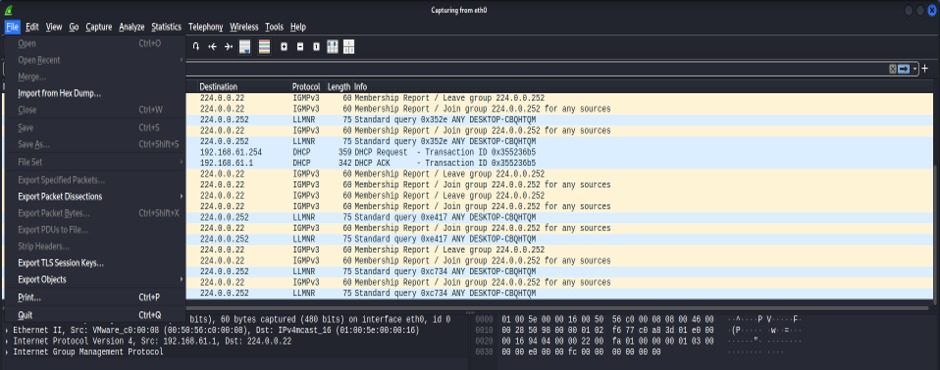 Capturing from eth0
File Edit View Go Capture Analyze Statistics Telephony Wireless Tools Help
Open Ctrl+O
Open Recent
Merge...
Import from Hex Dump...
Close Ctrl+W
Save Ctrl+S
Save As... Ctrl+Shift+S
File Set
Export Specified Packets...
Export Packet Dissections
Export Packet Bytes... Ctrl+Shift+X
Export PDUs to File...
Strip Headers...
Export TLS Session Keys...
Export Objects
Print... Ctrl+P
Quit Ctrl+Q
Destination Protocol Length Info
224.0.0.22 IGMPv3 60 Membership Report / Leave group 224.0.0.252
224.0.0.22 IGMPv3 60 Membership Report / Join group 224.0.0.252 for any sources
224.0.0.252 LLMNR 75 Standard query 0x352e ANY DESKTOP-CBQHTQM
224.0.0.22 IGMPv3 60 Membership Report / Join group 224.0.0.252 for any sources
224.0.0.252 LLMNR 75 Standard query 0x352e ANY DESKTOP-CBQHTQM
192.168.61.254 DHCP 359 DHCP Request - Transaction ID 0x355236b5
192.168.61.1 DHCP 342 DHCP ACK - Transaction ID 0x355236b5
224.0.0.22 IGMPv3 60 Membership Report / Leave group 224.0.0.252
224.0.0.22 IGMPv3 60 Membership Report / Join group 224.0.0.252 for any sources
224.0.0.22 IGMPv3 60 Membership Report / Leave group 224.0.0.252
224.0.0.22 IGMPv3 60 Membership Report / Join group 224.0.0.252 for any sources
224.0.0.252 LLMNR 75 Standard query 0xe417 ANY DESKTOP-CBQHTQM
224.0.0.22 IGMPv3 60 Membership Report / Join group 224.0.0.252 for any sources
224.0.0.252 LLMNR 75 Standard query 0xe417 ANY DESKTOP-CBQHTQM
224.0.0.22 IGMPv3 60 Membership Report / Leave group 224.0.0.252
224.0.0.22 IGMPv3 60 Membership Report / Join group 224.0.0.252 for any sources
224.0.0.252 LLMNR 75 Standard query 0xc734 ANY DESKTOP-CBQHTQM
224.0.0.22 IGMPv3 60 Membership Report / Join group 224.0.0.252 for any sources
224.0.0.252 LLMNR 75 Standard query 0xc734 ANY DESKTOP-CBQHTQM
bits), 60 bytes captured (480 bits) on interface eth0, id 0
Ethernet II, Src: VMware_c0:00:08 (00:50:56:c0:00:08), Dst: IPv4mcast_16 (01:00:5e:00:00:16)
Internet Protocol Version 4, Src: 192.168.61.1, Dst: 224.0.0.22
Internet Group Management Protocol
0000 01 00 5e 00 00 16 00 50 56 c0 00 08 08 00 46 00 ··^····P V·····F·
0010 00 28 50 98 00 00 01 02 f6 77 c0 a8 3d 01 e0 00 ·(P····· ·w··=···
0020 00 16 94 04 00 00 22 00 fa 01 00 00 00 01 03 00 ······"· ········
0030 00 00 e0 00 00 fc 00 00 00 00 00 00 ········ ····